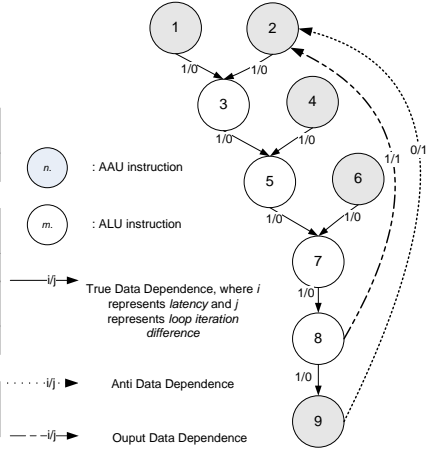 1
2
1/0
1/0
3
4
0/1
1/0
1/0
1/1
n.
: AAU instruction
5
6
1/0
1/0
m.
: ALU instruction
7
i/j
True Data Dependence, where i
represents latency and j
represents loop iteration
difference
1/0
8
1/0
i/j
Anti Data Dependence
9
i/j
Ouput Data Dependence